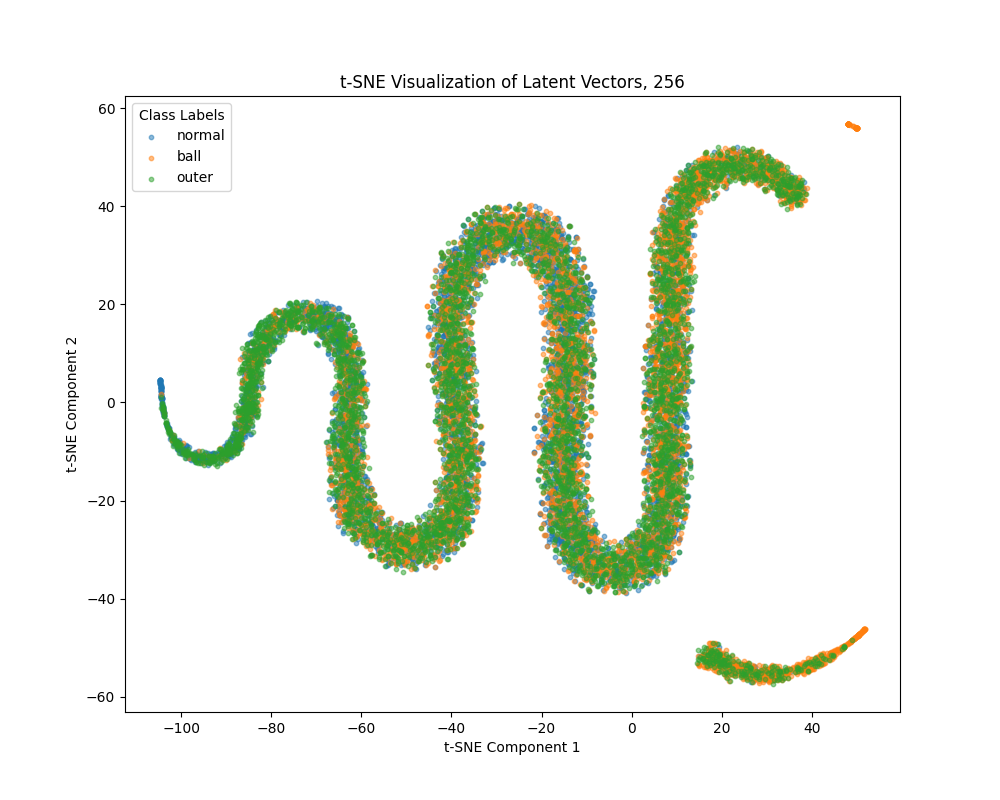 t-SNE Visualization of Latent Vectors, 256
Class Labels
normal
ball
outer
60
40
20
0
−20
−40
−60
t-SNE Component 2
−100
−80
−60
−40
−20
0
20
40
t-SNE Component 1